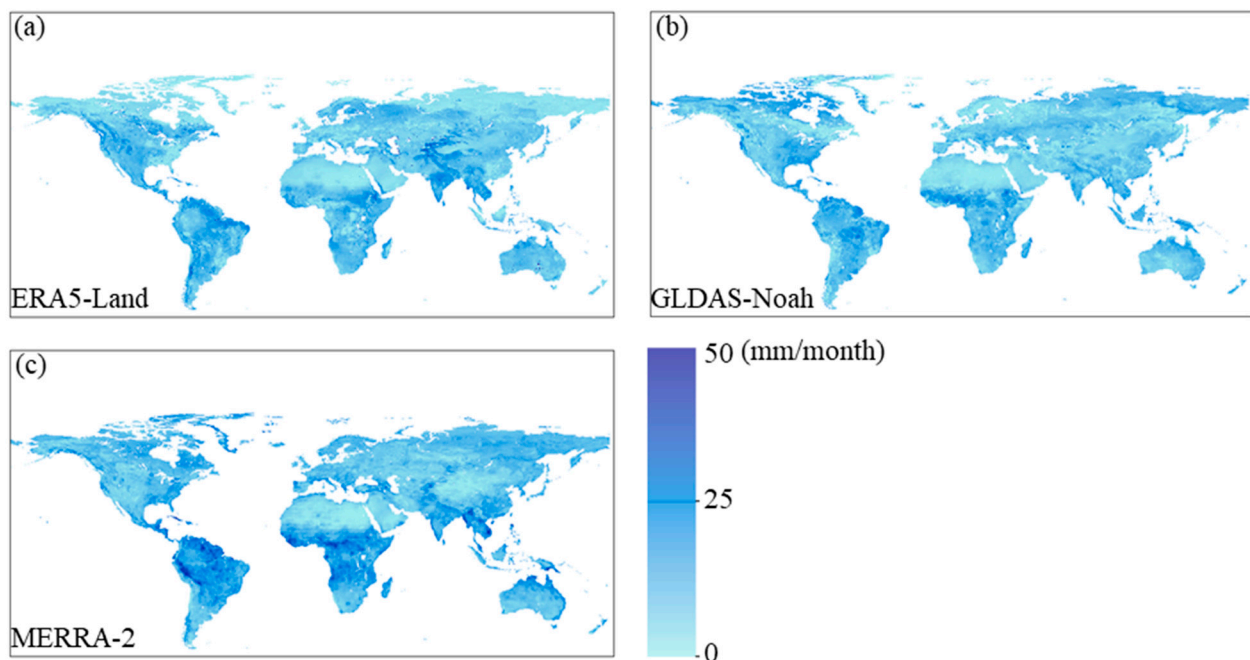 (a)
ERA5-Land
(b)
GLDAS-Noah
(c)
MERRA-2
50 (mm/month)
25
0